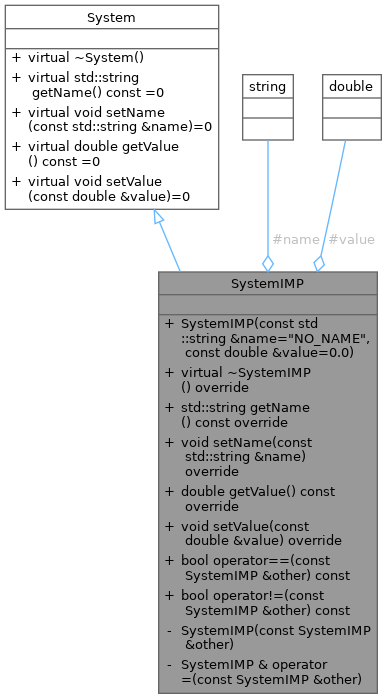 System
+ virtual ~System()
+ virtual std::string
getName() const =0
+ virtual void setName
(const std::string &name)=0
+ virtual double getValue
() const =0
+ virtual void setValue
(const double &value)=0
string
double
#name
#value
SystemIMP
+ SystemIMP(const std
::string &name="NO_NAME",
const double &value=0.0)
+ virtual ~SystemIMP
() override
+ std::string getName
() const override
+ void setName(const
std::string &name)
override
+ double getValue() const
override
+ void setValue(const
double &value) override
+ bool operator==(const
SystemIMP &other) const
+ bool operator!=(const
SystemIMP &other) const
- SystemIMP(const SystemIMP
&other)
- SystemIMP & operator
=(const SystemIMP &other)